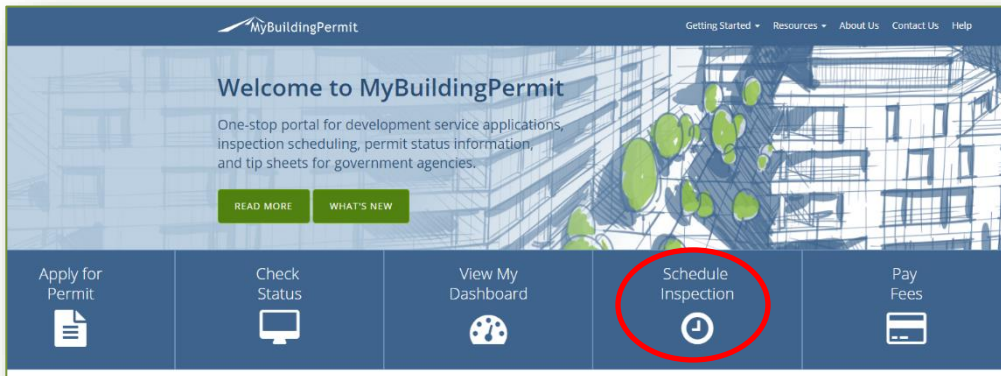 MyBuildingPermit
Getting Started Resources About Us Contact Us Help
Welcome to MyBuildingPermit
One-stop portal for development service applications,
inspection scheduling, permit status information,
and tip sheets for government agencies.
READ MORE WHAT'S NEW
Apply for
Permit
Check
Status
View My
Dashboard
Schedule
Inspection
Pay
Fees